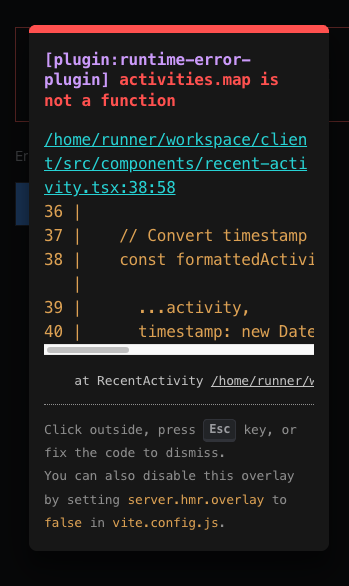 [plugin:runtime-error-
plugin] activities.map is
not a function
/home/runner/workspace/clien
t/src/components/recent-acti
vity.tsx:38:58
36 |
37 |    // Convert timestamp
38 |    const formattedActivi
   |
39 |      ...activity,
40 |      timestamp: new Date
at RecentActivity /home/runner/w
Click outside, press Esc key, or
fix the code to dismiss.
You can also disable this overlay
by setting server.hmr.overlay to
false in vite.config.js.